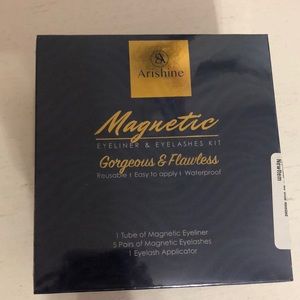 Arishine
Magnetic
EYELINER & EYELASHES KIT
Gorgeous & Flawless
Reusable I Easy to apply I Waterproof
1 Tube of Magnetic Eyeliner
5 Pairs of Magnetic Eyelashes
1 Eyelash Applicator
NewItem